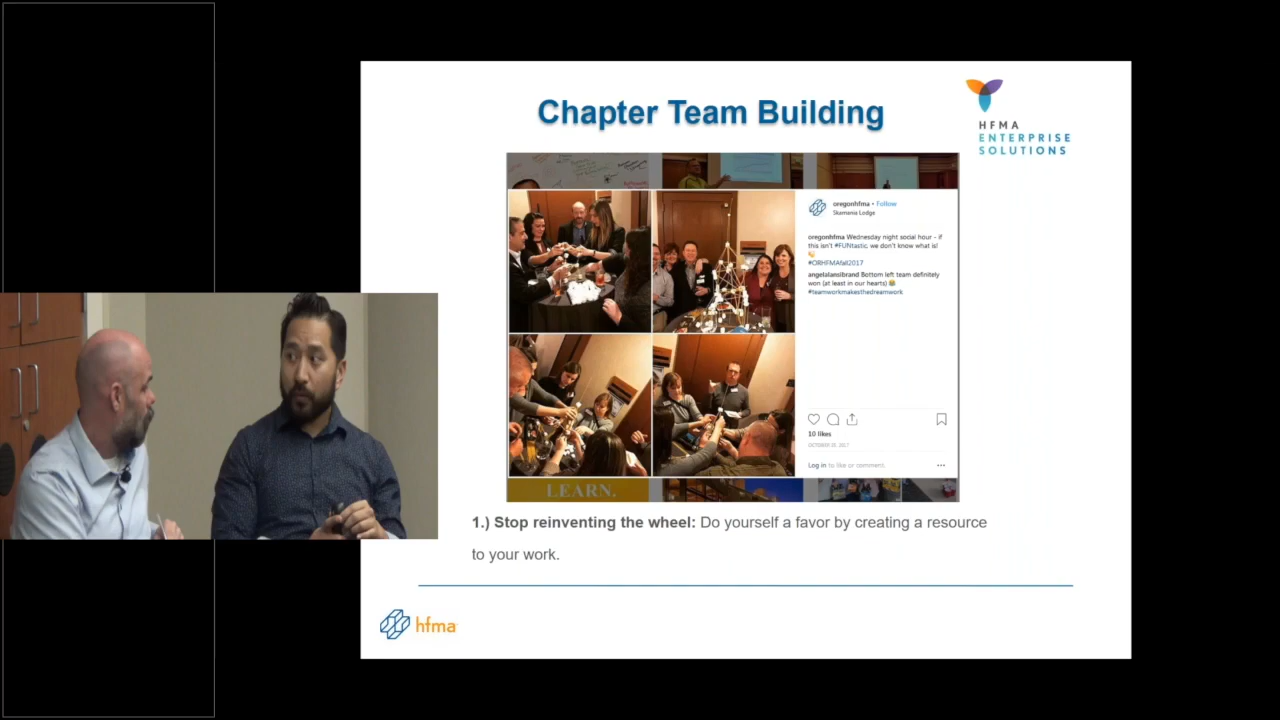 Chapter Team Building
HFMA
ENTERPRISE
SOLUTIONS
oregonhfma • Follow
Skamania Lodge
oregonhfma Wednesday night social hour - if
this isn't #FUNtastic, we don't know what is!
#ORHFMAfall2017
angelalansibrand Bottom left team definitely
won (at least in our hearts)
#teamworkmakesthedreamwork
10 likes
Log in to like or comment.
LEARN.
1.) Stop reinventing the wheel: Do yourself a favor by creating a resource
to your work.
hfma